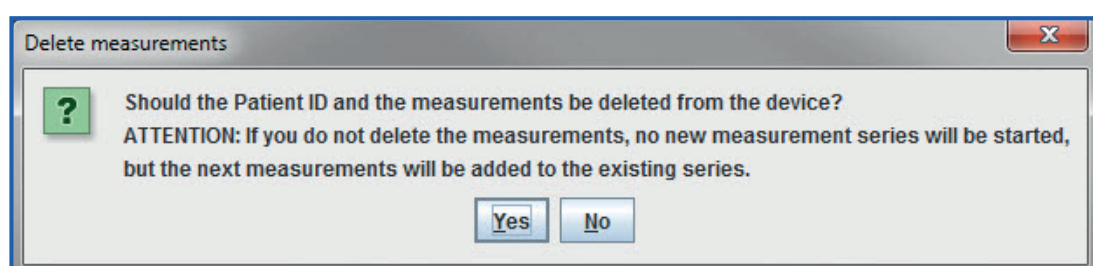 Delete measurements
Should the Patient ID and the measurements be deleted from the device?
ATTENTION: If you do not delete the measurements, no new measurement series will be started,
but the next measurements will be added to the existing series.
Yes No